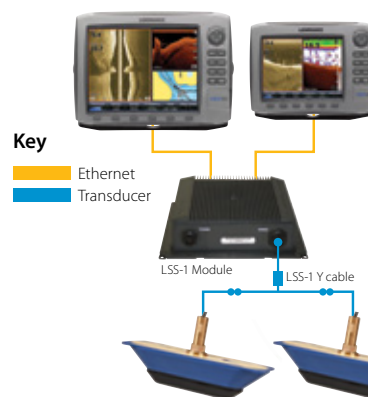 Key
Ethernet
Transducer
LSS-1 Module
LSS-1 Y cable